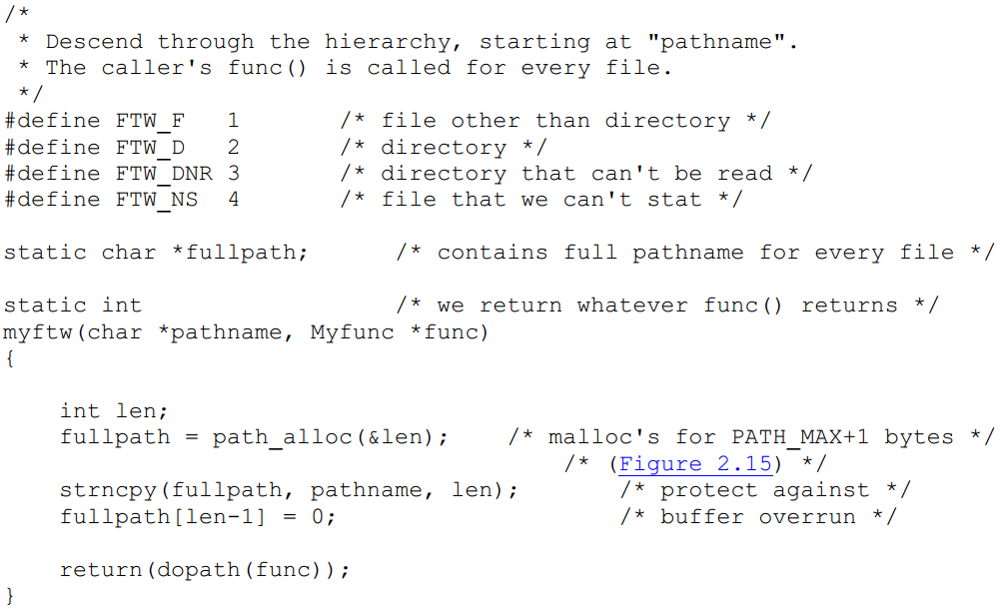 /*
 * Descend through the hierarchy, starting at "pathname".
 * The caller's func() is called for every file.
 */
#define FTW_F   1         /* file other than directory */
#define FTW_D   2         /* directory */
#define FTW_DNR 3         /* directory that can't be read */
#define FTW_NS  4         /* file that we can't stat */
static char *fullpath;       /* contains full pathname for every file */
static int                   /* we return whatever func() returns */
myftw(char *pathname, Myfunc *func)
{
    int len;
    fullpath = path_alloc(&len);     /* malloc's for PATH_MAX+1 bytes */
                                         /* (Figure 2.15) */
    strncpy(fullpath, pathname, len);        /* protect against */
    fullpath[len-1] = 0;                     /* buffer overrun */
    return(dopath(func));
}